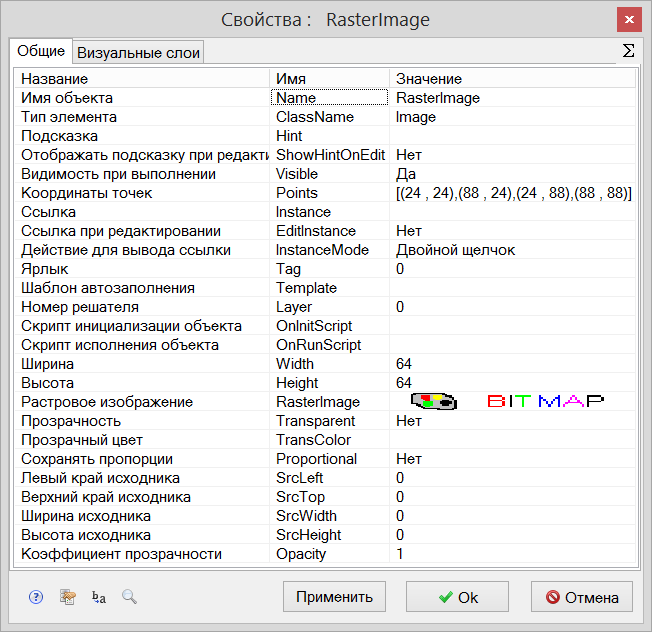 Свойства : RasterImage
Общие Визуальные слои Σ
Название Имя Значение
Имя объекта Name RasterImage
Тип элемента ClassName Image
Подсказка Hint
Отображать подсказку при редакти ShowHintOnEdit Нет
Видимость при выполнении Visible Да
Координаты точек Points [(24 , 24),(88 , 24),(24 , 88),(88 , 88)]
Ссылка Instance
Ссылка при редактировании EditInstance Нет
Действие для вывода ссылки InstanceMode Двойной щелчок
Ярлык Tag 0
Шаблон автозаполнения Template
Номер решателя Layer 0
Скрипт инициализации объекта OnInitScript
Скрипт исполнения объекта OnRunScript
Ширина Width 64
Высота Height 64
Растровое изображение RasterImage BITMAP
Прозрачность Transparent Нет
Прозрачный цвет TransColor
Сохранять пропорции Proportional Нет
Левый край исходника SrcLeft 0
Верхний край исходника SrcTop 0
Ширина исходника SrcWidth 0
Высота исходника SrcHeight 0
Коэффициент прозрачности Opacity 1
? b a Применить Ok Отмена